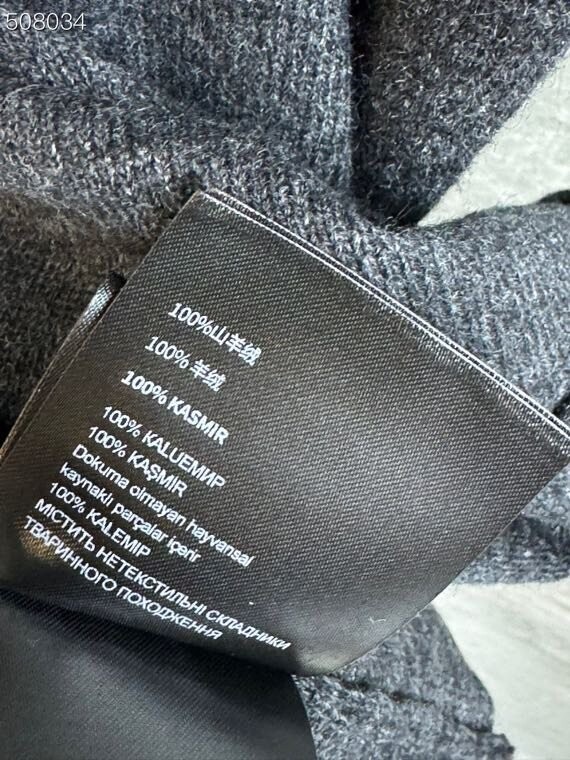 508034
100%山羊绒
100% 羊绒
100% KASMIR
100% КАLUЕМИР
100% KAŞMIR
Dokuma olmayan hayvansal
kaynaklı parçalar içerir
100% KALEMIP
МІСТИТЬ НЕТЕКСТИЛЬНІ СКЛАДНИКИ
ТВАРИННОГО ПОХОДЖЕННЯ